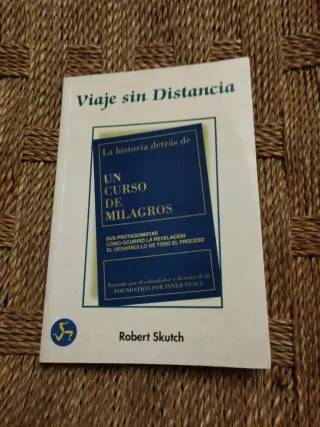 Viaje sin Distancia
La historia detrás de
UN
CURSO
DE
MILAGROS
SUS PROTAGONISTAS
CÓMO OCURRIÓ LA REVELACIÓN
EL DESARROLLO DE TODO EL PROCESO
Narrado por el cofundador y director de la
FOUNDATION FOR INNER PEACE
Robert Skutch